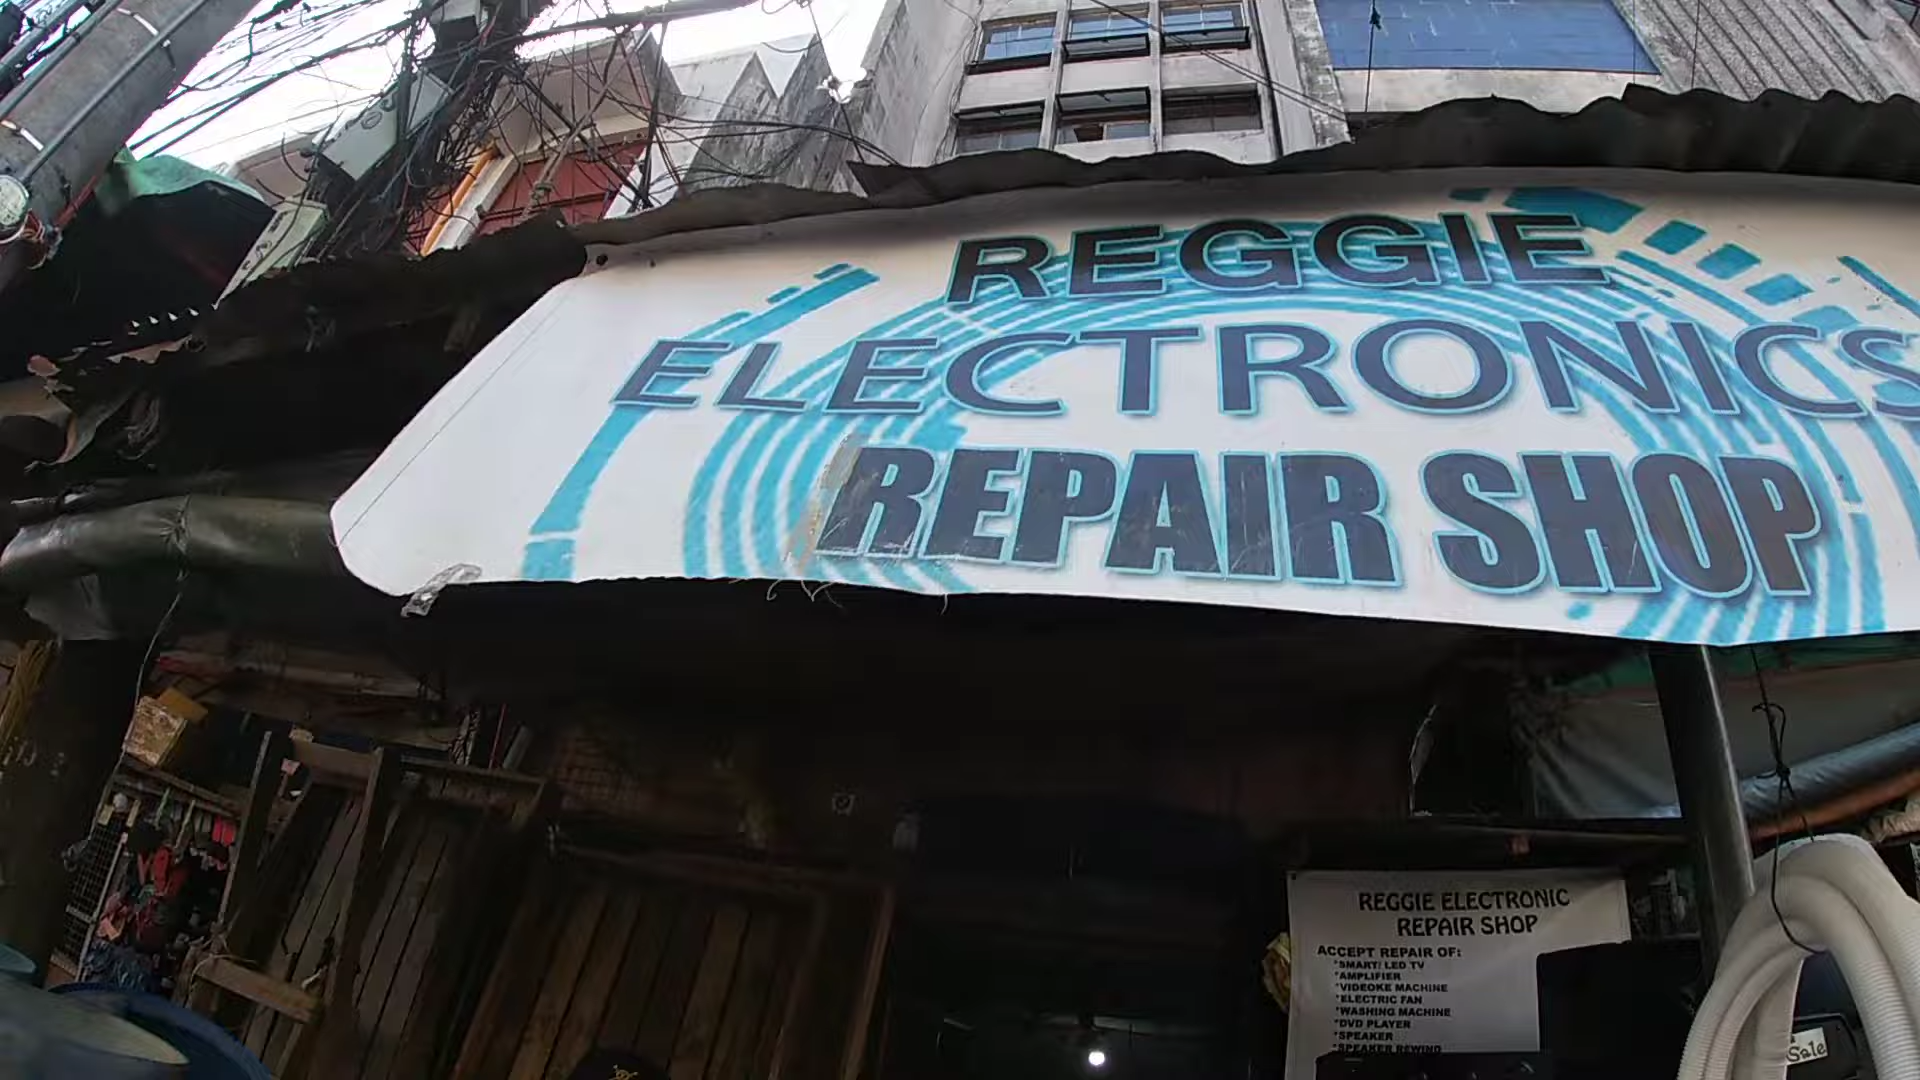 REGGIE
ELECTRONICS
REPAIR SHOP
REGGIE ELECTRONIC
REPAIR SHOP
ACCEPT REPAIR OF:
*SMART/ LED TV
*AMPLIFIER
*VIDEOKE MACHINE
*ELECTRIC FAN
*WASHING MACHINE
*DVD PLAYER
*SPEAKER
*SPEAKER REWING
Sale